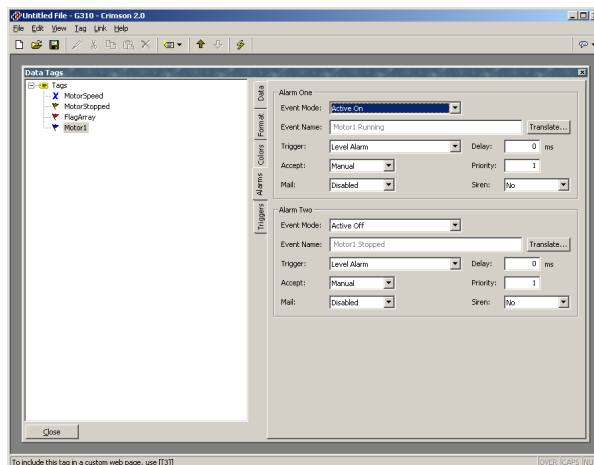 Untitled File - G310 - Crimson 2.0
File Edit View Tag Link Help
Data Tags
Tags
MotorSpeed
MotorStopped
FlagArray
Motor1
Data
Format
Colors
Alarms
Triggers
Alarm One
Event Mode: Active On
Event Name: Motor1 Running Translate...
Trigger: Level Alarm Delay: 0 ms
Accept: Manual Priority: 1
Mail: Disabled Siren: No
Alarm Two
Event Mode: Active Off
Event Name: Motor1 Stopped Translate...
Trigger: Level Alarm Delay: 0 ms
Accept: Manual Priority: 1
Mail: Disabled Siren: No
Close
To include this tag in a custom web page, use [[T3]] OVER CAPS NU